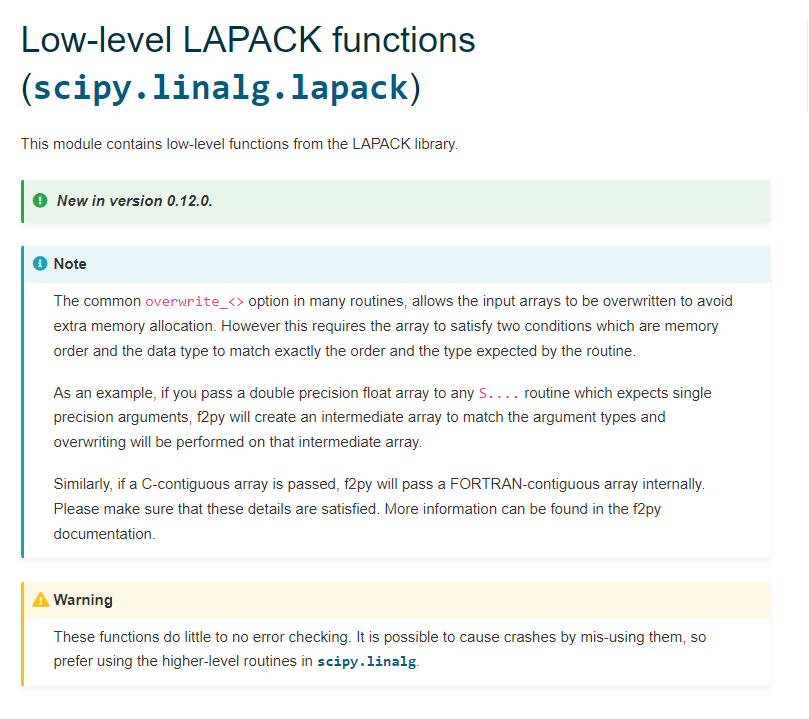 Low-level LAPACK functions
(scipy.linalg.lapack)
This module contains low-level functions from the LAPACK library.
New in version 0.12.0.
Note
The common overwrite_<> option in many routines, allows the input arrays to be overwritten to avoid
extra memory allocation. However this requires the array to satisfy two conditions which are memory
order and the data type to match exactly the order and the type expected by the routine.
As an example, if you pass a double precision float array to any S.... routine which expects single
precision arguments, f2py will create an intermediate array to match the argument types and
overwriting will be performed on that intermediate array.
Similarly, if a C-contiguous array is passed, f2py will pass a FORTRAN-contiguous array internally.
Please make sure that these details are satisfied. More information can be found in the f2py
documentation.
Warning
These functions do little to no error checking. It is possible to cause crashes by mis-using them, so
prefer using the higher-level routines in scipy.linalg.